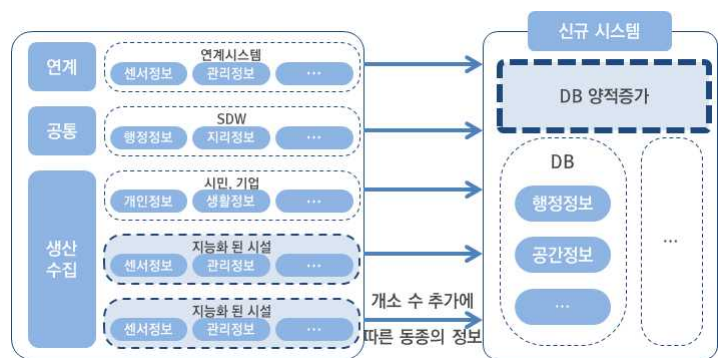 신규 시스템
연계
연계시스템
센서정보 관리정보 …
DB 양적증가
공통
SDW
행정정보 지리정보 …
DB
생산
수집
시민, 기업
개인정보 생활정보 …
행정정보
지능화 된 시설
센서정보 관리정보 …
공간정보
…
지능화 된 시설
센서정보 관리정보 …
개소 수 추가에
따른 동종의 정보
…